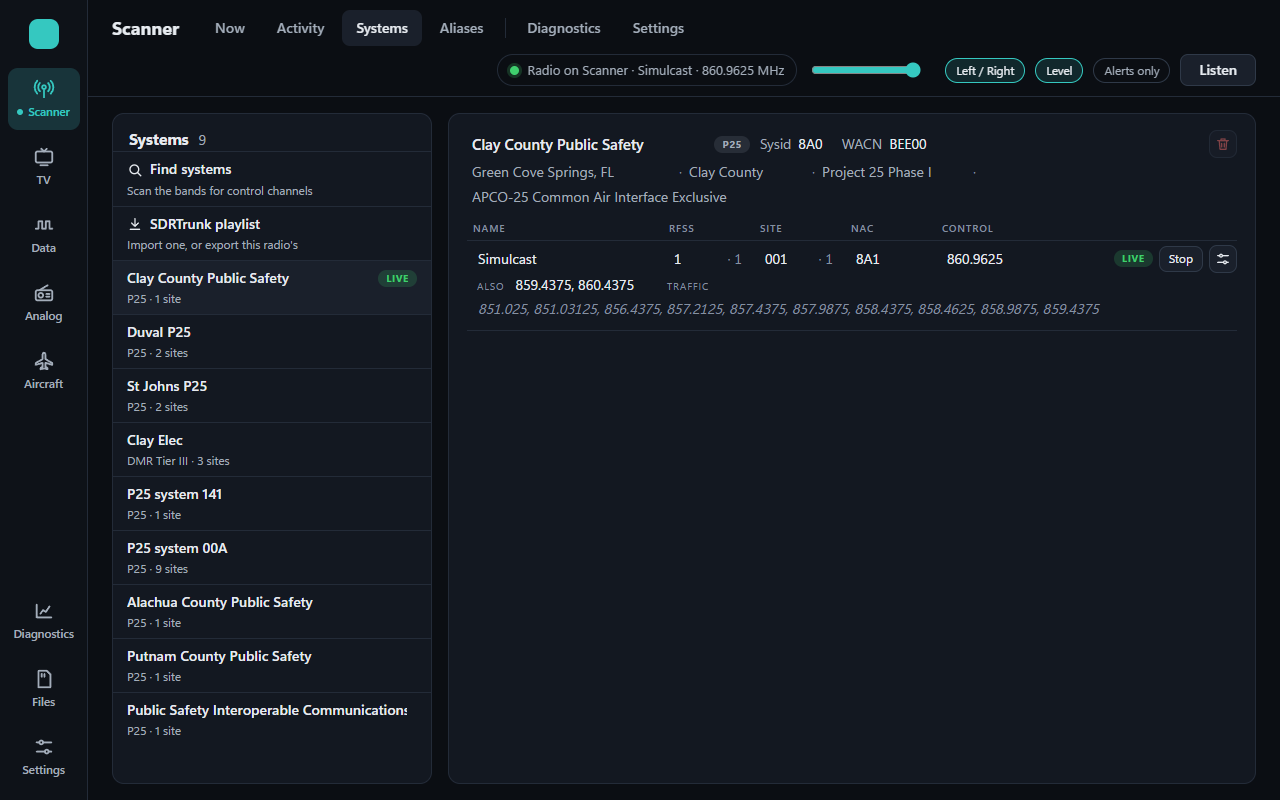 Scanner
TV
Data
Analog
Aircraft
Diagnostics
Files
Settings
Scanner Now Activity Systems Aliases Diagnostics Settings
Radio on Scanner · Simulcast · 860.9625 MHz Left / Right Level Alerts only Listen
Systems 9
Find systems
Scan the bands for control channels
SDRTrunk playlist
Import one, or export this radio's
Clay County Public Safety LIVE
P25 · 1 site
Duval P25
P25 · 2 sites
St Johns P25
P25 · 2 sites
Clay Elec
DMR Tier III · 3 sites
P25 system 141
P25 · 1 site
P25 system 00A
P25 · 9 sites
Alachua County Public Safety
P25 · 1 site
Putnam County Public Safety
P25 · 1 site
Public Safety Interoperable Communications
P25 · 1 site
Clay County Public Safety P25 Sysid 8A0 WACN BEE00
Green Cove Springs, FL · Clay County · Project 25 Phase I ·
APCO-25 Common Air Interface Exclusive
NAME RFSS SITE NAC CONTROL
Simulcast 1 · 1 001 · 1 8A1 860.9625 LIVE Stop
ALSO 859.4375, 860.4375 TRAFFIC
851.025, 851.03125, 856.4375, 857.2125, 857.4375, 857.9875, 858.4375, 858.4625, 858.9875, 859.4375